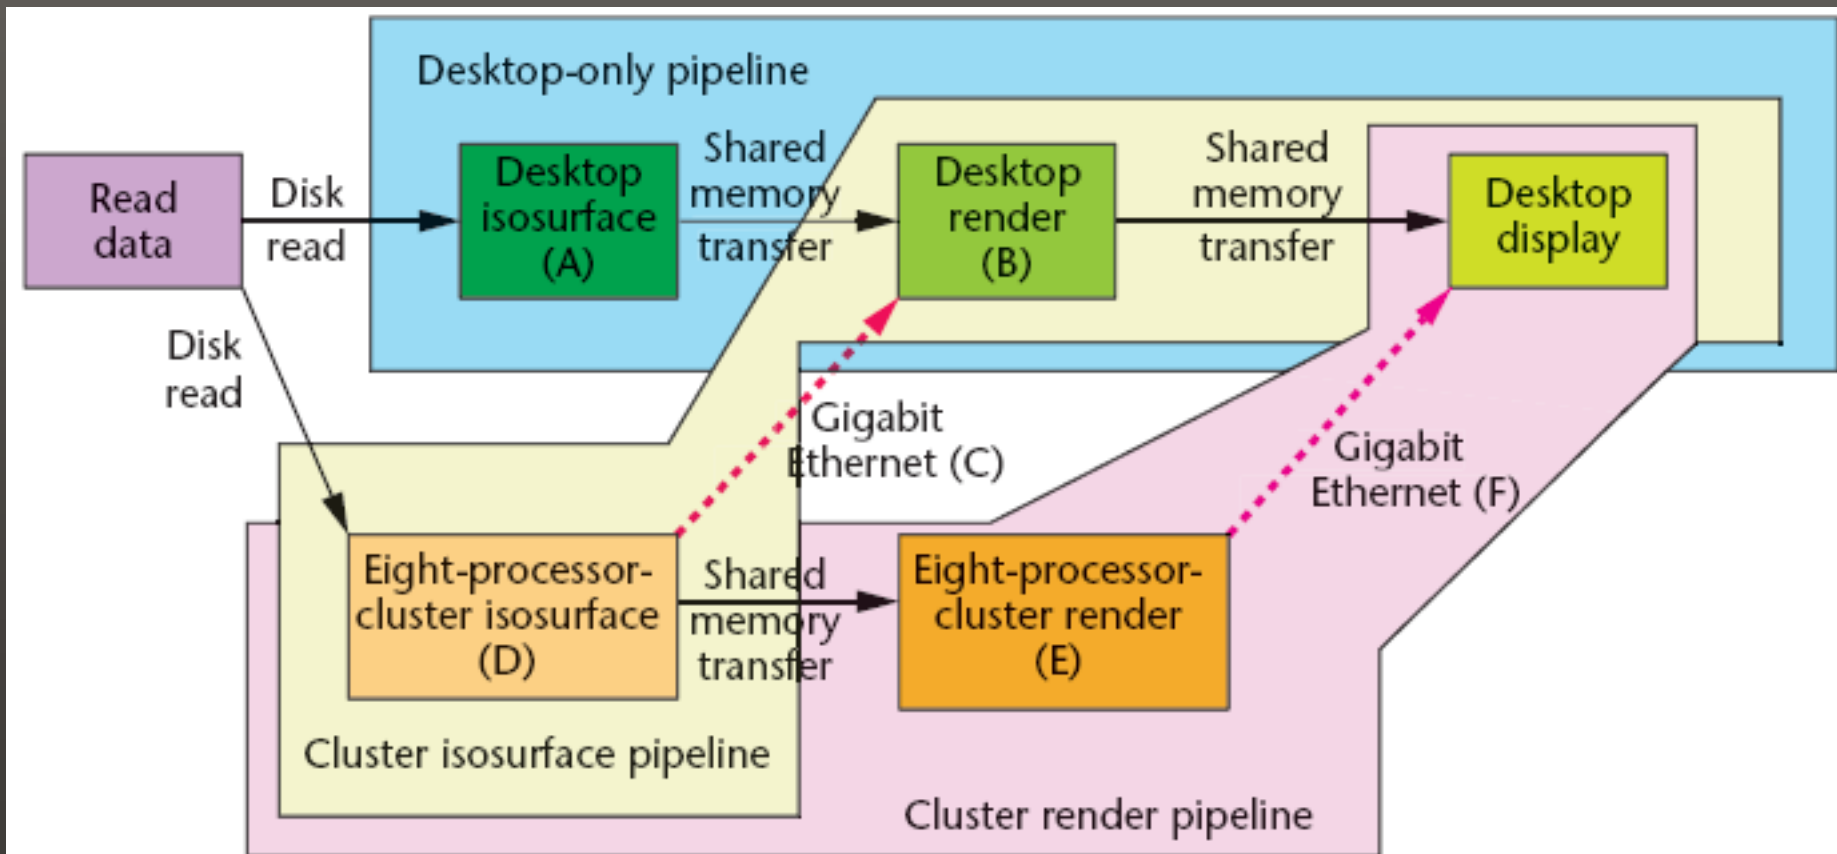 Desktop-only pipeline
Read
data
Disk
read
Desktop
isosurface
(A)
Shared
memory
transfer
Desktop
render
(B)
Shared
memory
transfer
Desktop
display
Disk
read
Gigabit
Ethernet (C)
Gigabit
Ethernet (F)
Eight-processor-
cluster isosurface
(D)
Shared
memory
transfer
Eight-processor-
cluster render
(E)
Cluster isosurface pipeline
Cluster render pipeline